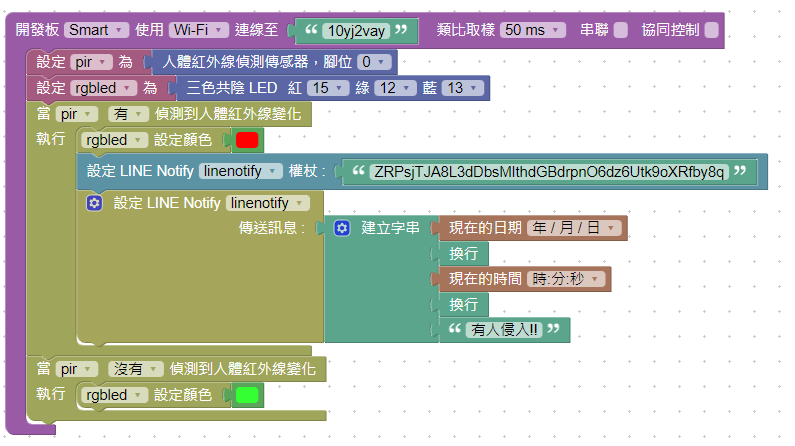 開發板 Smart 使用 Wi-Fi 連線至 “ 10yj2vay ” 類比取樣 50 ms 串聯 協同控制
設定 pir 為 人體紅外線偵測傳感器，腳位 0
設定 rgbled 為 三色共陰 LED 紅 15 綠 12 藍 13
當 pir 有 偵測到人體紅外線變化
執行 rgbled 設定顏色
設定 LINE Notify linenotify 權杖 : “ ZRPsjTJA8L3dDbsMlthdGBdrpnO6dz6Utk9oXRfby8q ”
設定 LINE Notify linenotify
傳送訊息 : 建立字串 現在的日期 年 / 月 / 日
換行
現在的時間 時:分:秒
換行
“ 有人侵入!! ”
當 pir 沒有 偵測到人體紅外線變化
執行 rgbled 設定顏色